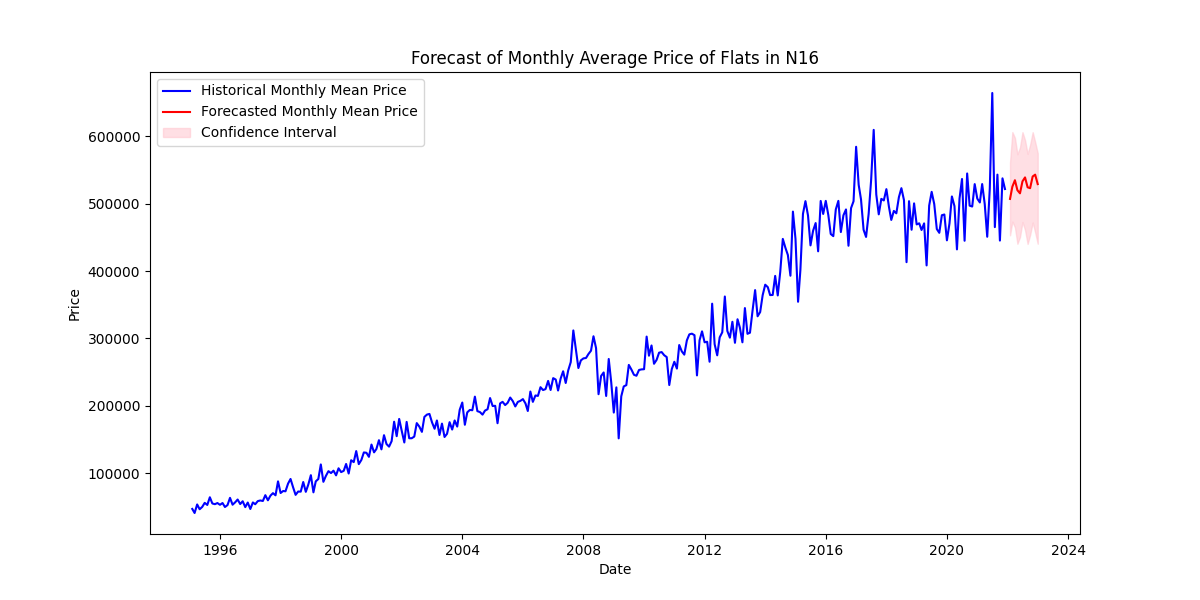 Forecast of Monthly Average Price of Flats in N16
Historical Monthly Mean Price
Forecasted Monthly Mean Price
Confidence Interval
600000
500000
400000
300000
200000
100000
Price
1996 2000 2004 2008 2012 2016 2020 2024
Date